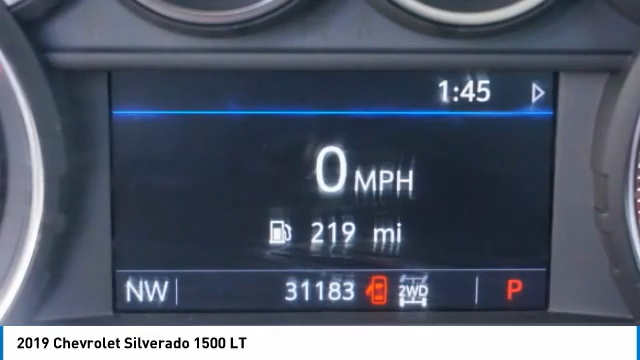 1:45
0 MPH
219 mi
NW 31183 2WD P
2019 Chevrolet Silverado 1500 LT